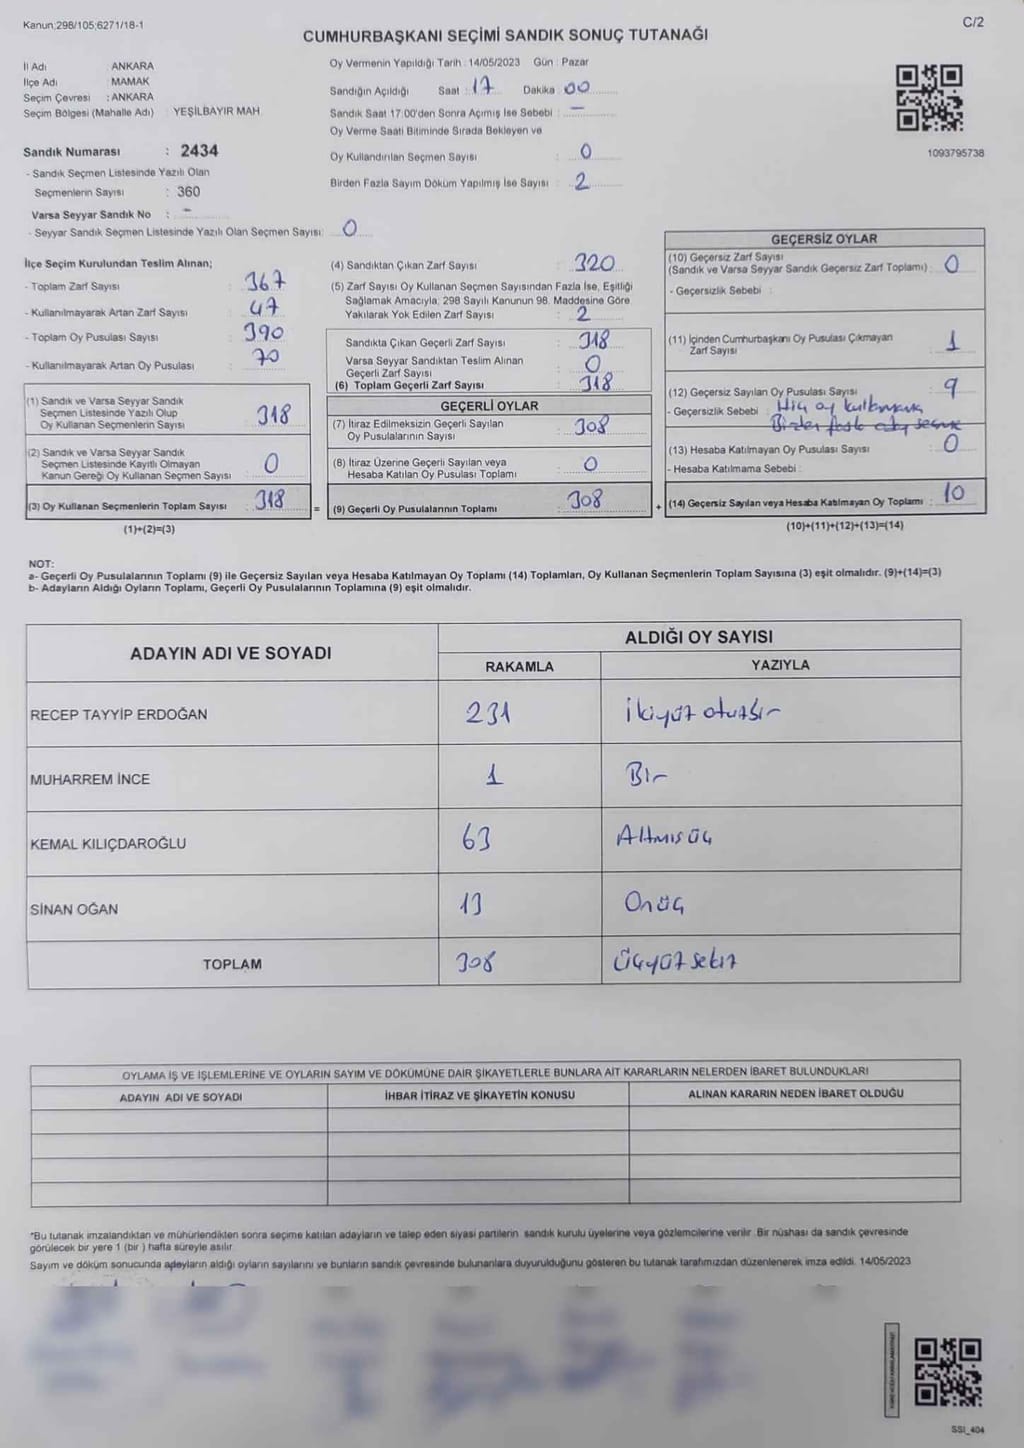 Kanun;298/105;6271/18-1
C/2
CUMHURBAŞKANI SEÇİMİ SANDIK SONUÇ TUTANAĞI
İl Adı : ANKARA
İlçe Adı : MAMAK
Seçim Çevresi : ANKARA
Seçim Bölgesi (Mahalle Adı) : YEŞİLBAYIR MAH
Sandık Numarası : 2434
- Sandık Seçmen Listesinde Yazılı Olan
Seçmenlerin Sayısı : 360
Varsa Seyyar Sandık No : -
- Seyyar Sandık Seçmen Listesinde Yazılı Olan Seçmen Sayısı: 0
Oy Vermenin Yapıldığı Tarih : 14/05/2023 Gün : Pazar
Sandığın Açıldığı Saat : 17 Dakika : 00
Sandık Saat 17:00'den Sonra Açılmış İse Sebebi : -
Oy Verme Saati Bitiminde Sırada Bekleyen ve
Oy Kullandırılan Seçmen Sayısı : 0
Birden Fazla Sayım Döküm Yapılmış İse Sayısı : 2
1093795738
İlçe Seçim Kurulundan Teslim Alınan;
- Toplam Zarf Sayısı : 367
- Kullanılmayarak Artan Zarf Sayısı : 47
- Toplam Oy Pusulası Sayısı : 390
- Kullanılmayarak Artan Oy Pusulası : 70
(1) Sandık ve Varsa Seyyar Sandık
Seçmen Listesinde Yazılı Olup
Oy Kullanan Seçmenlerin Sayısı : 318
(2) Sandık ve Varsa Seyyar Sandık
Seçmen Listesinde Kayıtlı Olmayan
Kanun Gereği Oy Kullanan Seçmen Sayısı : 0
(3) Oy Kullanan Seçmenlerin Toplam Sayısı : 318
(1)+(2)=(3)
(4) Sandıktan Çıkan Zarf Sayısı : 320
(5) Zarf Sayısı Oy Kullanan Seçmen Sayısından Fazla İse, Eşitliği
Sağlamak Amacıyla; 298 Sayılı Kanunun 98. Maddesine Göre
Yakılarak Yok Edilen Zarf Sayısı : 2
Sandıkta Çıkan Geçerli Zarf Sayısı : 318
Varsa Seyyar Sandıktan Teslim Alınan
Geçerli Zarf Sayısı : 0
(6) Toplam Geçerli Zarf Sayısı : 318
GEÇERLİ OYLAR
(7) İtiraz Edilmeksizin Geçerli Sayılan
Oy Pusulalarının Sayısı : 308
(8) İtiraz Üzerine Geçerli Sayılan veya
Hesaba Katılan Oy Pusulası Toplamı : 0
= (9) Geçerli Oy Pusulalarının Toplamı : 308
GEÇERSİZ OYLAR
(10) Geçersiz Zarf Sayısı
(Sandık ve Varsa Seyyar Sandık Geçersiz Zarf Toplamı) : 0
- Geçersizlik Sebebi :
(11) İçinden Cumhurbaşkanı Oy Pusulası Çıkmayan
Zarf Sayısı : 1
(12) Geçersiz Sayılan Oy Pusulası Sayısı : 9
- Geçersizlik Sebebi : Hiç oy kullanmama
Birden fazla
(13) Hesaba Katılmayan Oy Pusulası Sayısı : 0
- Hesaba Katılmama Sebebi :
+ (14) Geçersiz Sayılan veya Hesaba Katılmayan Oy Toplamı : 10
(10)+(11)+(12)+(13)=(14)
NOT:
a- Geçerli Oy Pusulalarının Toplamı (9) ile Geçersiz Sayılan veya Hesaba Katılmayan Oy Toplamı (14) Toplamları, Oy Kullanan Seçmenlerin Toplam Sayısına (3) eşit olmalıdır. (9)+(14)=(3)
b- Adayların Aldığı Oyların Toplamı, Geçerli Oy Pusulalarının Toplamına (9) eşit olmalıdır.
ADAYIN ADI VE SOYADI
ALDIĞI OY SAYISI
RAKAMLA YAZIYLA
RECEP TAYYİP ERDOĞAN 231 İkiyüz otuzbir
MUHARREM İNCE 1 Bir
KEMAL KILIÇDAROĞLU 63 Altmış üç
SİNAN OĞAN 13 Onüç
TOPLAM 308 Üçyüz sekiz
OYLAMA İŞ VE İŞLEMLERİNE VE OYLARIN SAYIM VE DÖKÜMÜNE DAİR ŞİKAYETLERLE BUNLARA AİT KARARLARIN NELERDEN İBARET BULUNDUKLARI
ADAYIN ADI VE SOYADI İHBAR İTİRAZ VE ŞİKAYETİN KONUSU ALINAN KARARIN NEDEN İBARET OLDUĞU
*Bu tutanak imzalandıktan ve mühürlendikten sonra seçime katılan adayların ve talep eden siyasi partilerin sandık kurulu üyelerine veya gözlemcilerine verilir. Bir nüshası da sandık çevresinde
görülecek bir yere 1 (bir ) hafta süreyle asılır.
Sayım ve döküm sonucunda adayların aldığı oyların sayılarını ve bunların sandık çevresinde bulunanlara duyurulduğunu gösteren bu tutanak tarafımızdan düzenlenerek imza edildi. 14/05/2023
SSI_404